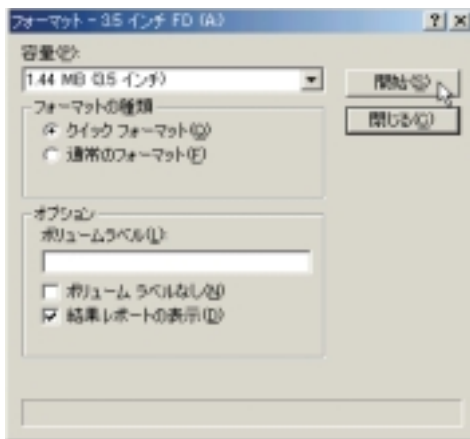 フォーマット - 3.5 インチ FD (A:)
容量(P):
1.44 MB (3.5 インチ)
開始(S)
閉じる(C)
フォーマットの種類
クイック フォーマット(Q)
通常のフォーマット(F)
オプション
ボリュームラベル(L):
ボリューム ラベルなし(N)
結果レポートの表示(D)